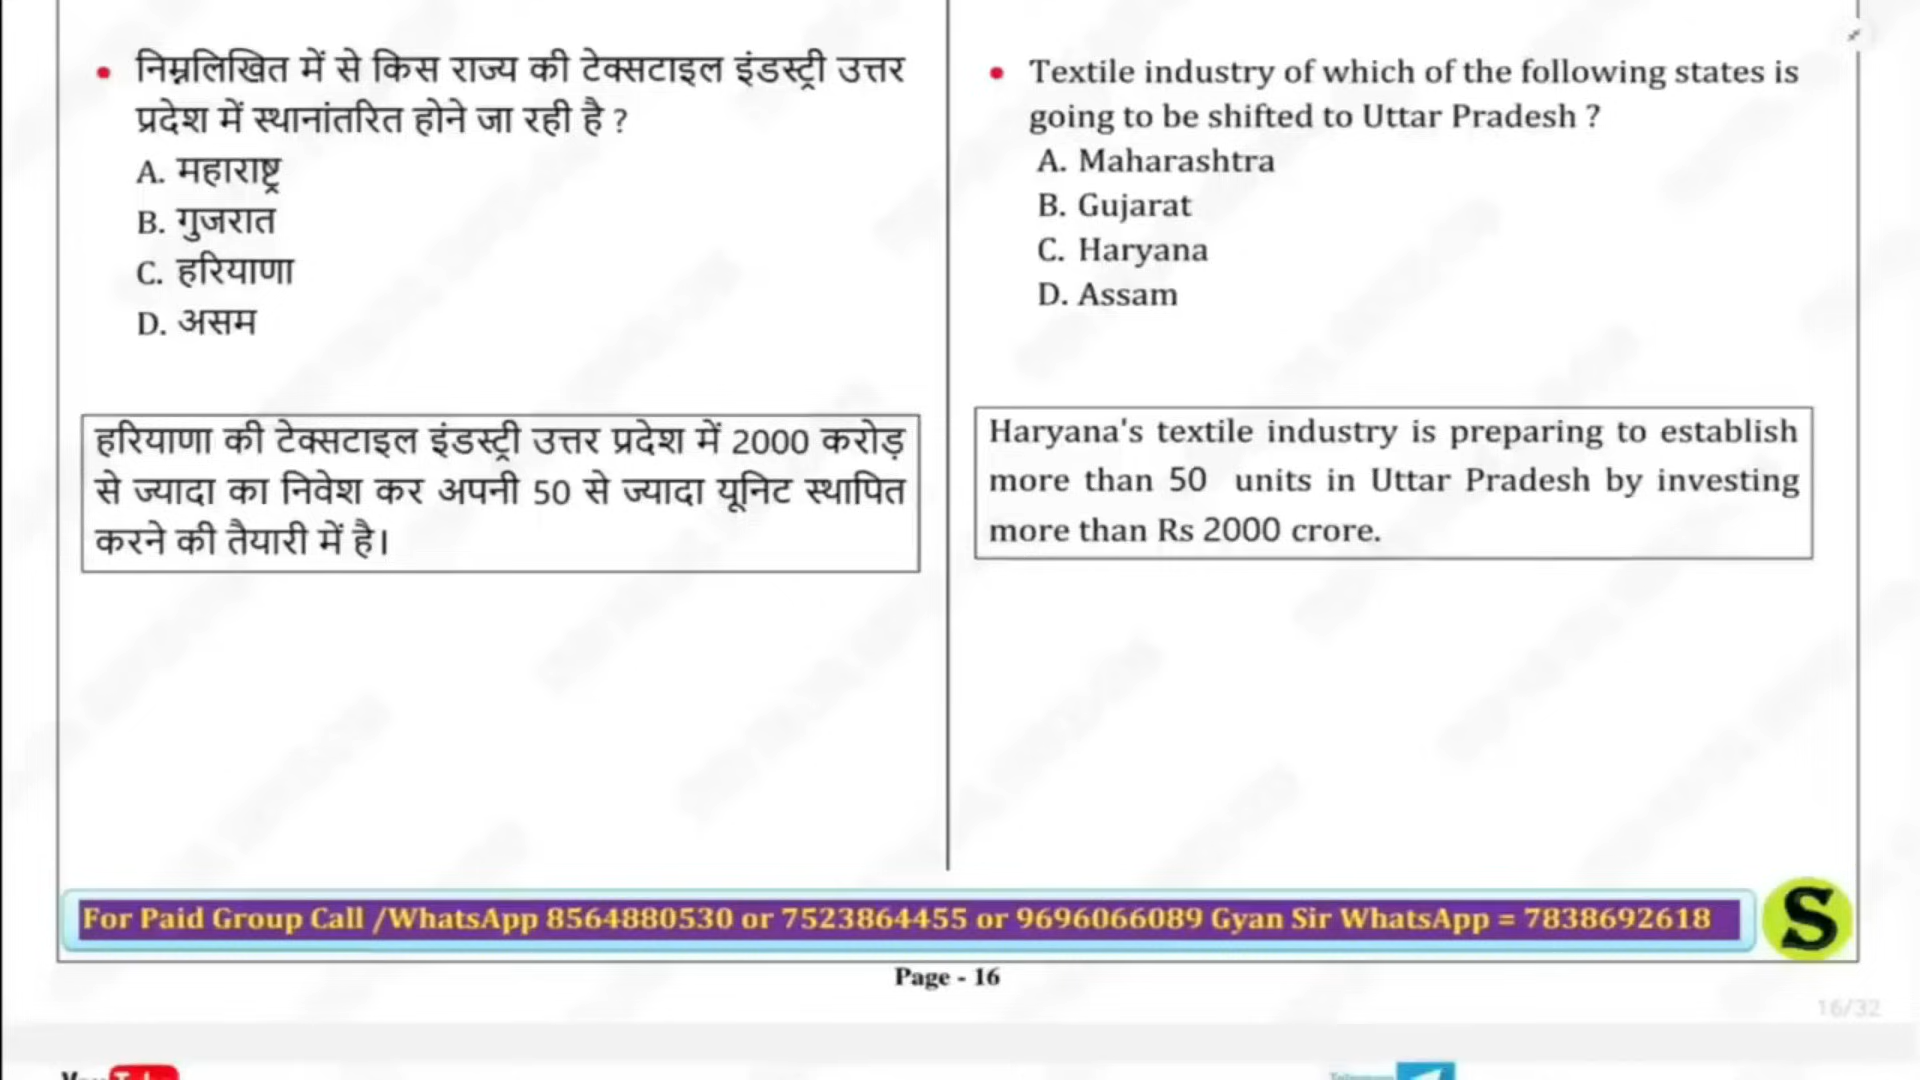 • निम्नलिखित में से किस राज्य की टेक्सटाइल इंडस्ट्री उत्तर
प्रदेश में स्थानांतरित होने जा रही है ?
A. महाराष्ट्र
B. गुजरात
C. हरियाणा
D. असम
हरियाणा की टेक्सटाइल इंडस्ट्री उत्तर प्रदेश में 2000 करोड़
से ज्यादा का निवेश कर अपनी 50 से ज्यादा यूनिट स्थापित
करने की तैयारी में है।
• Textile industry of which of the following states is
going to be shifted to Uttar Pradesh ?
A. Maharashtra
B. Gujarat
C. Haryana
D. Assam
Haryana's textile industry is preparing to establish
more than 50 units in Uttar Pradesh by investing
more than Rs 2000 crore.
For Paid Group Call /WhatsApp 8564880530 or 7523864455 or 9696066089 Gyan Sir WhatsApp = 7838692618
S
Page - 16
16/32